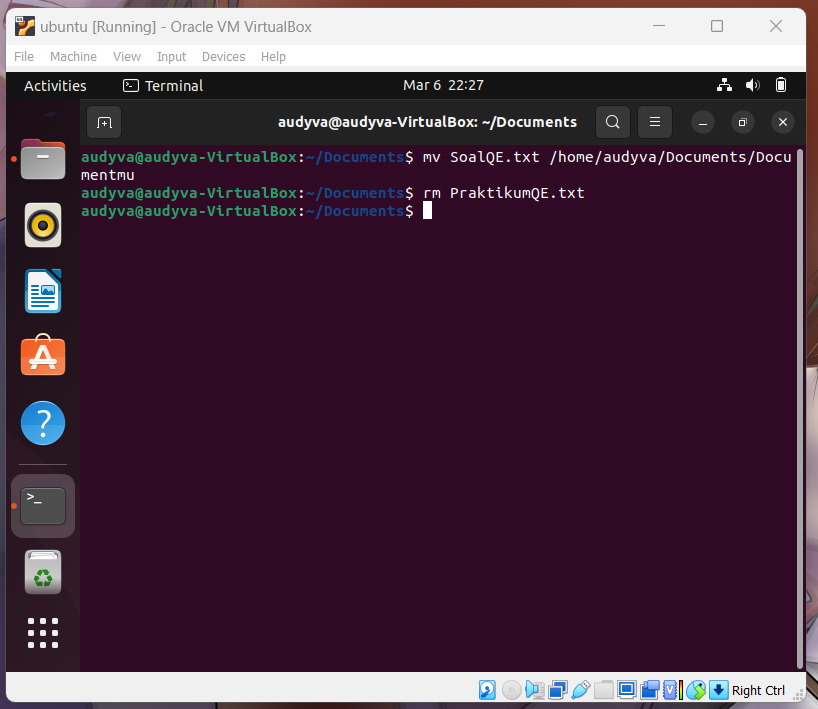 ubuntu [Running] - Oracle VM VirtualBox
File Machine View Input Devices Help
Activities Terminal Mar 6 22:27
audyva@audyva-VirtualBox: ~/Documents
audyva@audyva-VirtualBox:~/Documents$ mv SoalQE.txt /home/audyva/Documents/Docu
mentmu
audyva@audyva-VirtualBox:~/Documents$ rm PraktikumQE.txt
audyva@audyva-VirtualBox:~/Documents$
Right Ctrl